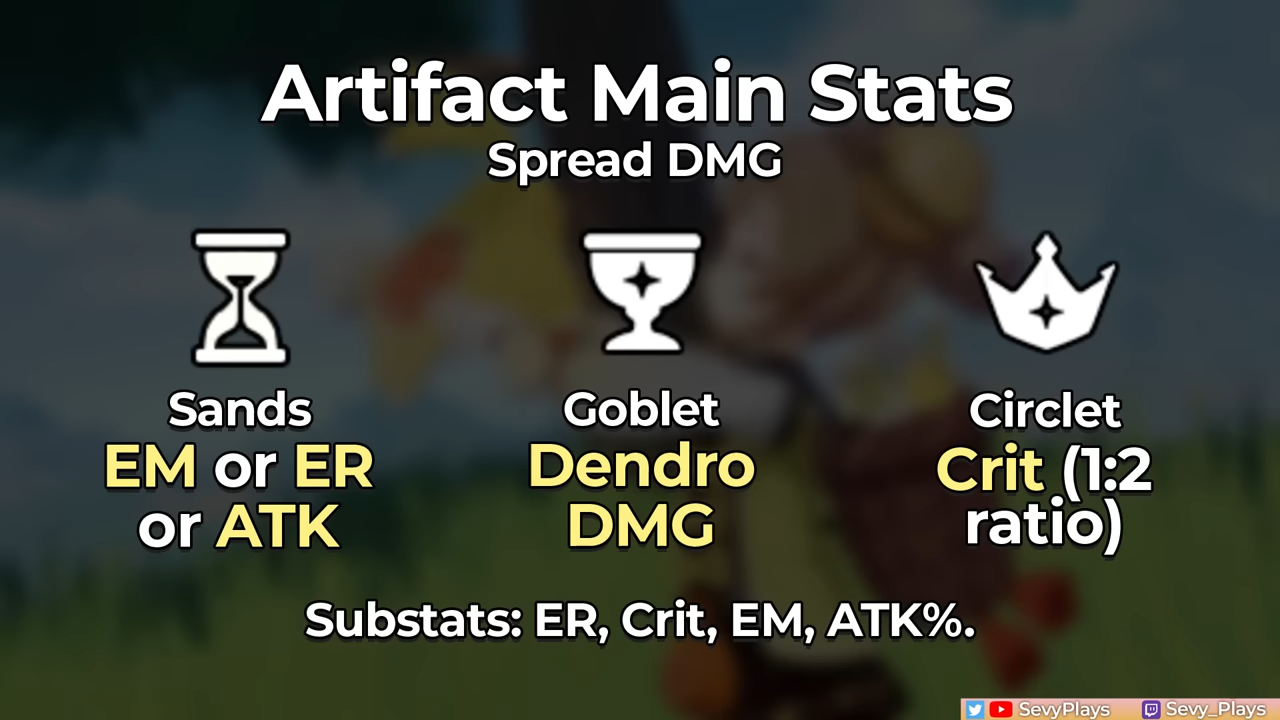 Artifact Main Stats
Spread DMG
Sands
EM or ER
or ATK
Goblet
Dendro
DMG
Circlet
Crit (1:2
ratio)
Substats: ER, Crit, EM, ATK%.
SevyPlays
Sevy_Plays